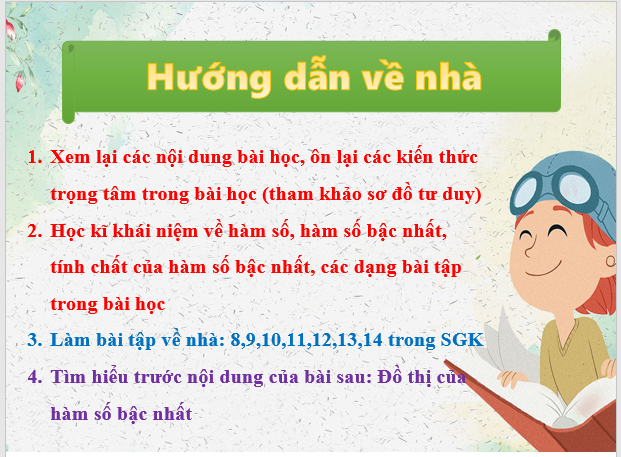 Hướng dẫn về nhà
1. Xem lại các nội dung bài học, ôn lại các kiến thức
trọng tâm trong bài học (tham khảo sơ đồ tư duy)
2. Học kĩ khái niệm về hàm số, hàm số bậc nhất,
tính chất của hàm số bậc nhất, các dạng bài tập
trong bài học
3. Làm bài tập về nhà: 8,9,10,11,12,13,14 trong SGK
4. Tìm hiểu trước nội dung của bài sau: Đồ thị của
hàm số bậc nhất